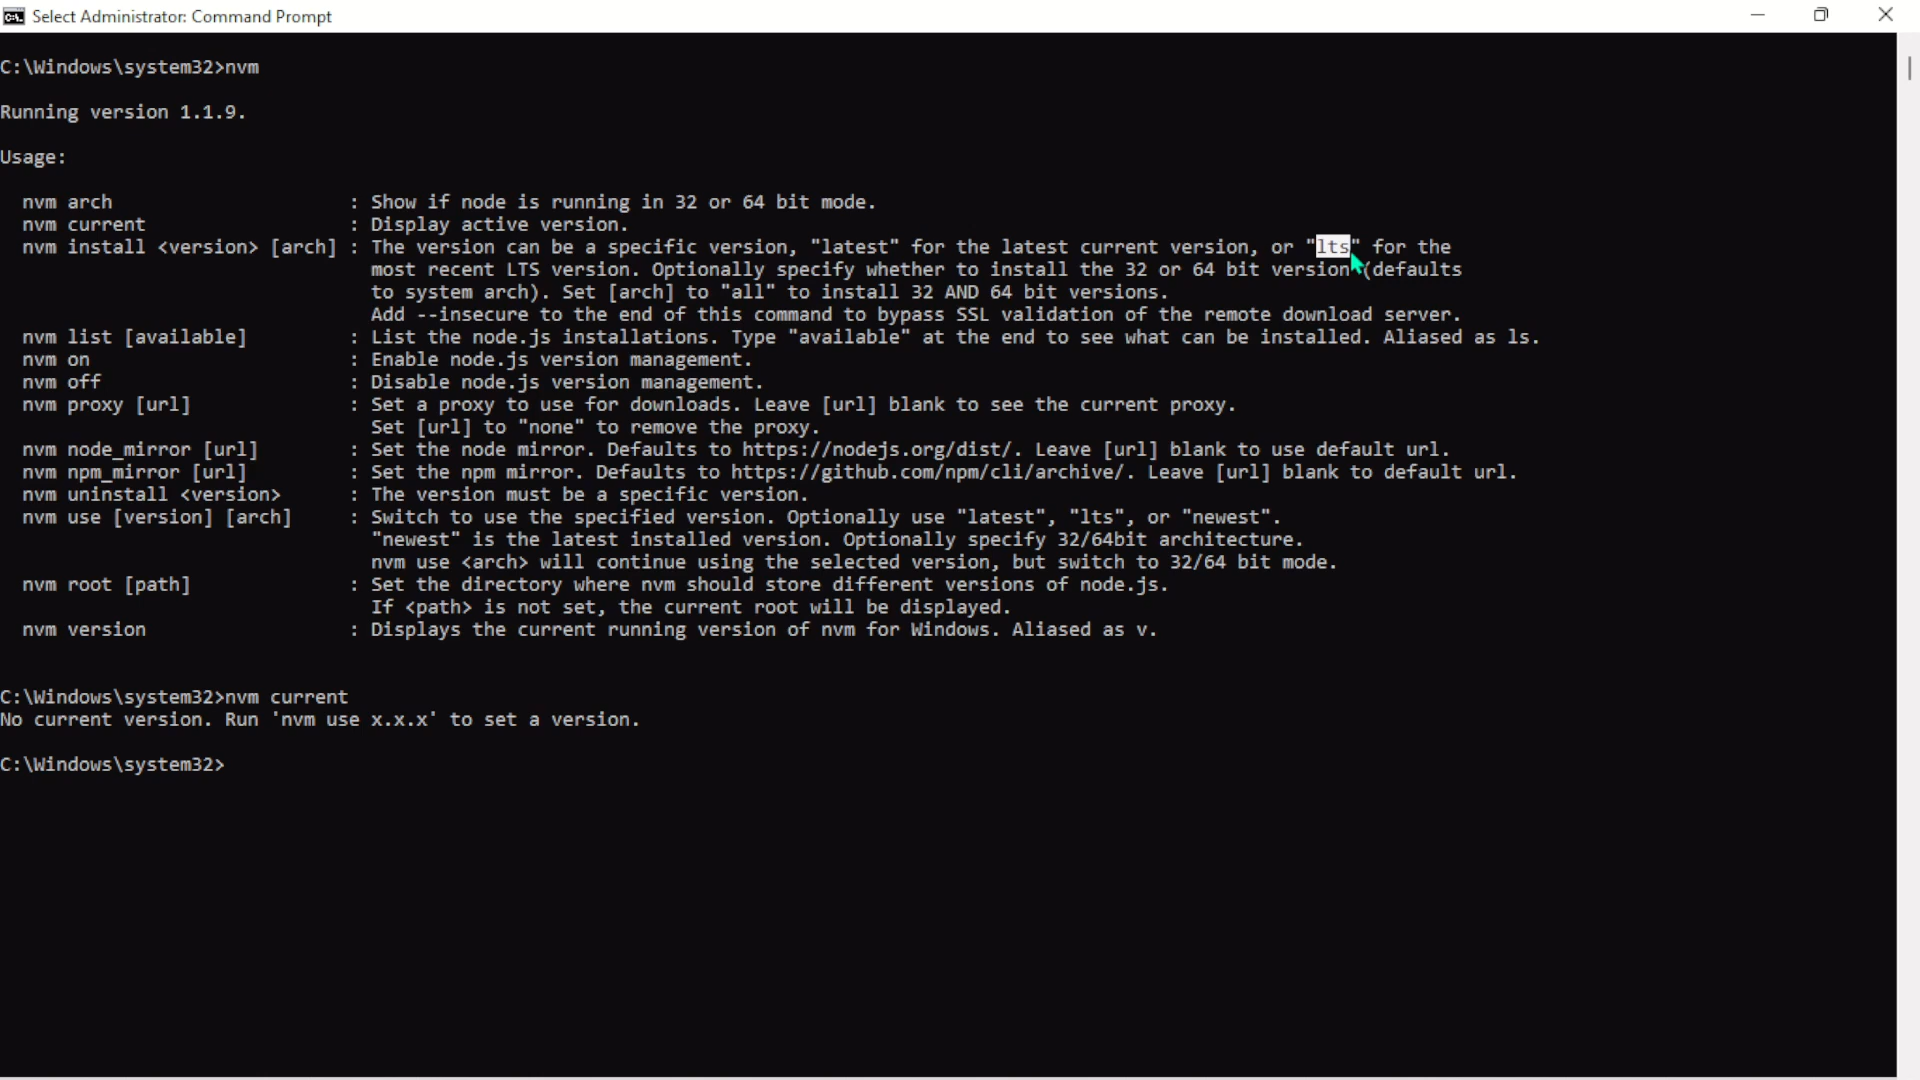 Select Administrator: Command Prompt
C:\Windows\system32>nvm
Running version 1.1.9.
Usage:
nvm arch : Show if node is running in 32 or 64 bit mode.
nvm current : Display active version.
nvm install <version> [arch] : The version can be a specific version, "latest" for the latest current version, or "lts" for the
most recent LTS version. Optionally specify whether to install the 32 or 64 bit version (defaults
to system arch). Set [arch] to "all" to install 32 AND 64 bit versions.
Add --insecure to the end of this command to bypass SSL validation of the remote download server.
nvm list [available] : List the node.js installations. Type "available" at the end to see what can be installed. Aliased as ls.
nvm on : Enable node.js version management.
nvm off : Disable node.js version management.
nvm proxy [url] : Set a proxy to use for downloads. Leave [url] blank to see the current proxy.
Set [url] to "none" to remove the proxy.
nvm node_mirror [url] : Set the node mirror. Defaults to https://nodejs.org/dist/. Leave [url] blank to use default url.
nvm npm_mirror [url] : Set the npm mirror. Defaults to https://github.com/npm/cli/archive/. Leave [url] blank to default url.
nvm uninstall <version> : The version must be a specific version.
nvm use [version] [arch] : Switch to use the specified version. Optionally use "latest", "lts", or "newest".
"newest" is the latest installed version. Optionally specify 32/64bit architecture.
nvm use <arch> will continue using the selected version, but switch to 32/64 bit mode.
nvm root [path] : Set the directory where nvm should store different versions of node.js.
If <path> is not set, the current root will be displayed.
nvm version : Displays the current running version of nvm for Windows. Aliased as v.
C:\Windows\system32>nvm current
No current version. Run 'nvm use x.x.x' to set a version.
C:\Windows\system32>